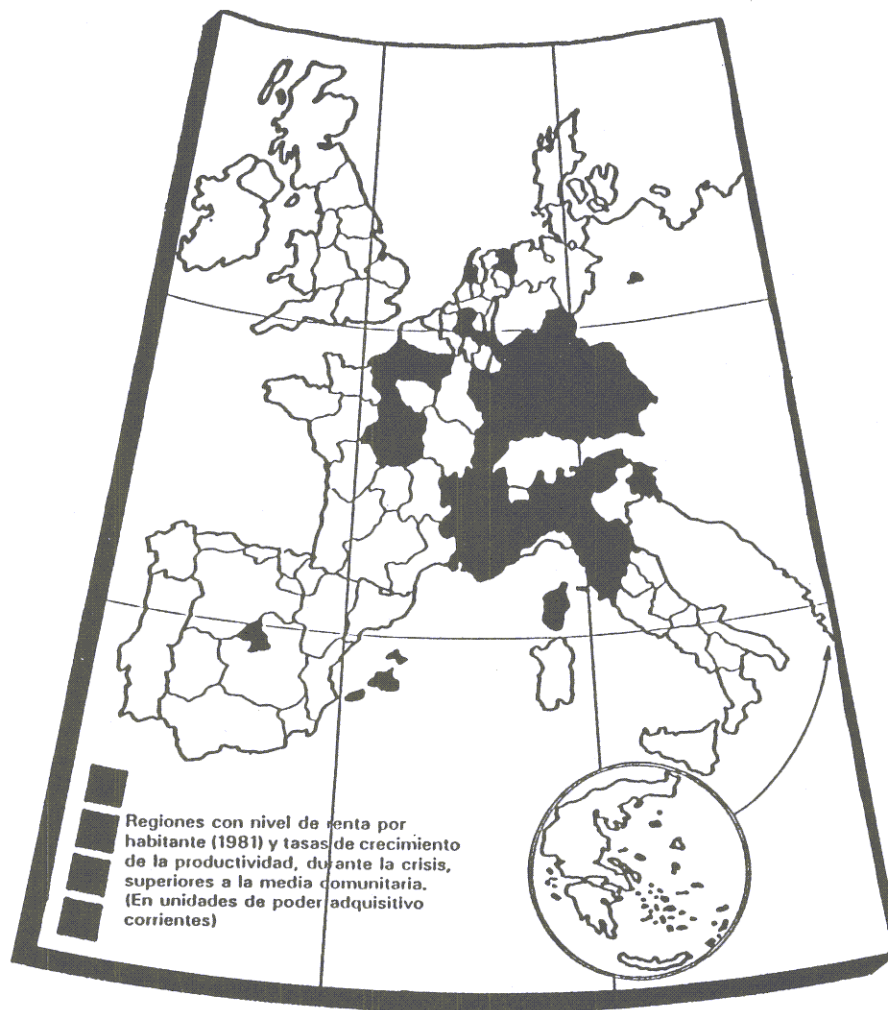 Regiones con nivel de renta por
habitante (1981) y tasas de crecimiento
de la productividad, durante la crisis,
superiores a la media comunitaria.
(En unidades de poder adquisitivo
corrientes)